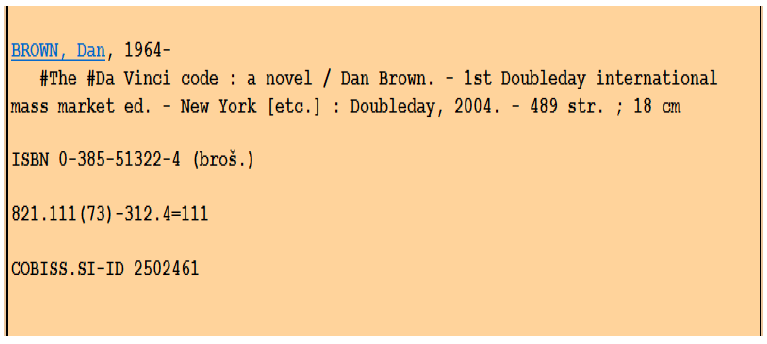 BROWN, Dan, 1964-
#The #Da Vinci code : a novel / Dan Brown. - 1st Doubleday international
mass market ed. - New York [etc.] : Doubleday, 2004. - 489 str. ; 18 cm
ISBN 0-385-51322-4 (broš.)
821.111(73)-312.4=111
COBISS.SI-ID 2502461